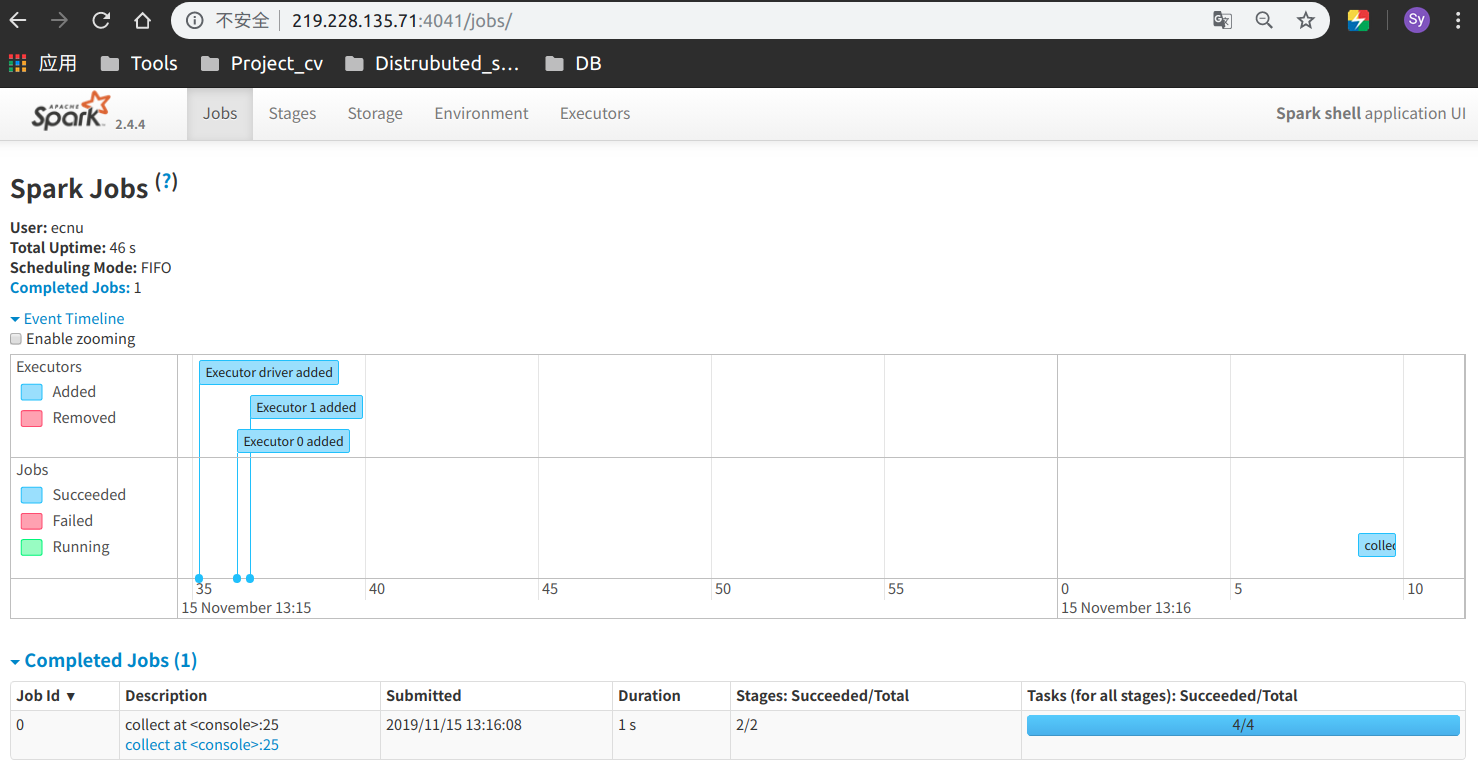 不安全 219.228.135.71:4041/jobs/ Sy
应用 Tools Project_cv Distrubuted_s... DB
APACHE Spark 2.4.4 Jobs Stages Storage Environment Executors Spark shell application UI
Spark Jobs (?)
User: ecnu
Total Uptime: 46 s
Scheduling Mode: FIFO
Completed Jobs: 1
Event Timeline
Enable zooming
Executors
Added
Removed
Executor driver added
Executor 1 added
Executor 0 added
Jobs
Succeeded
Failed
Running
collec
35 40 45 50 55 0 5 10
15 November 13:15 15 November 13:16
Completed Jobs (1)
Job Id ▼ Description Submitted Duration Stages: Succeeded/Total Tasks (for all stages): Succeeded/Total
0 collect at <console>:25 2019/11/15 13:16:08 1 s 2/2 4/4
collect at <console>:25